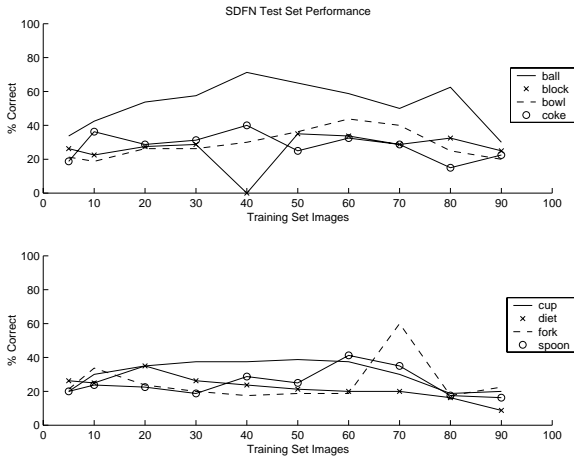 SDFN Test Set Performance
100
80
60
40
20
0
% Correct
0 10 20 30 40 50 60 70 80 90 100
Training Set Images
ball
block
bowl
coke
100
80
60
40
20
0
% Correct
0 10 20 30 40 50 60 70 80 90 100
Training Set Images
cup
diet
fork
spoon